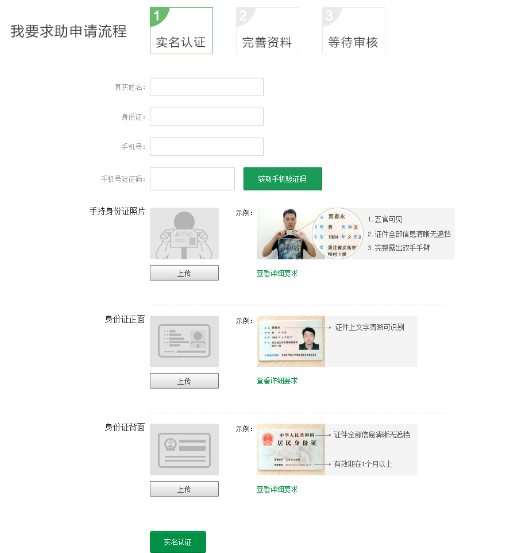 我要求助申请流程
1
实名认证
2
完善资料
3
等待审核
真实姓名:
身份证:
手机号:
手机号验证码:
获取手机验证码
手持身份证照片
上传
示例:
1. 五官可见
2. 证件全部信息清晰无遮挡
3. 完整露出双手手臂
查看详细要求
身份证正面
上传
示例:
证件上文字清晰可识别
查看详细要求
身份证背面
上传
示例:
中华人民共和国
居民身份证
证件全部信息清晰无遮挡
有效期在1个月以上
查看详细要求
实名认证